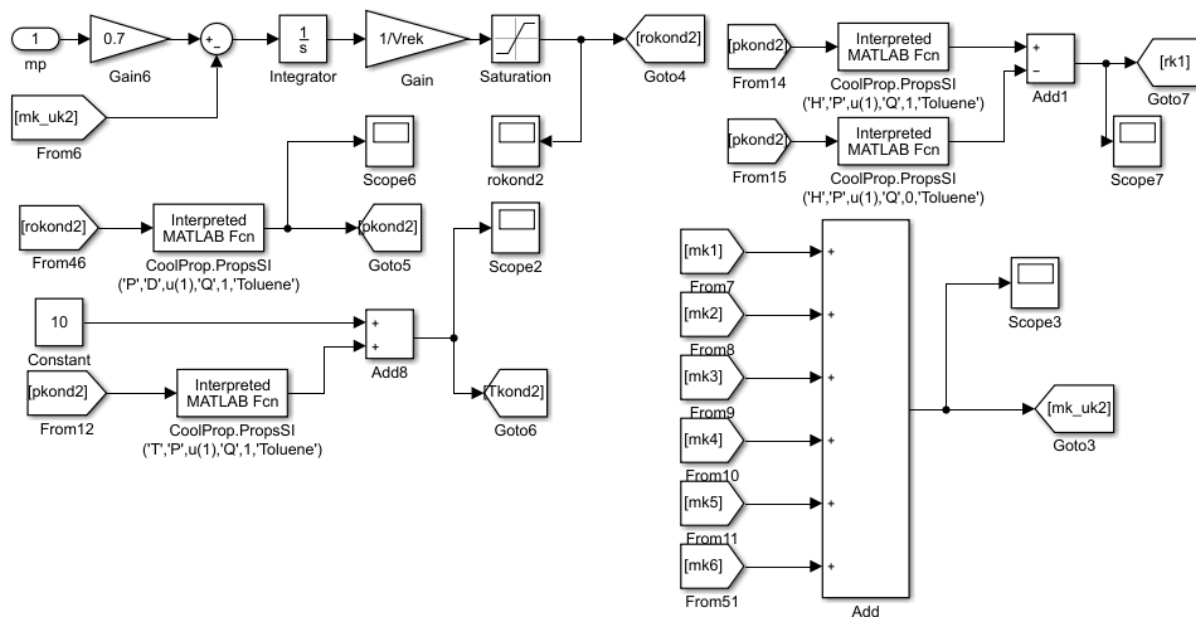 1
mp
0.7
Gain6
+
−
1
s
Integrator
1/Vrek
Gain
Saturation
[rokond2]
Goto4
[mk_uk2]
From6
Scope6
rokond2
[rokond2]
From46
Interpreted
MATLAB Fcn
CoolProp.PropsSI
('P','D',u(1),'Q',1,'Toluene')
[pkond2]
Goto5
Scope2
10
Constant
+
+
Add8
[pkond2]
From12
Interpreted
MATLAB Fcn
CoolProp.PropsSI
('T','P',u(1),'Q',1,'Toluene')
[Tkond2]
Goto6
[pkond2]
From14
Interpreted
MATLAB Fcn
CoolProp.PropsSI
('H','P',u(1),'Q',1,'Toluene')
+
−
Add1
[rk1]
Goto7
[pkond2]
From15
Interpreted
MATLAB Fcn
CoolProp.PropsSI
('H','P',u(1),'Q',0,'Toluene')
Scope7
[mk1]
+
From7
[mk2]
+
From8
[mk3]
+
From9
[mk4]
+
From10
[mk5]
+
From11
[mk6]
+
From51
Add
Scope3
[mk_uk2]
Goto3